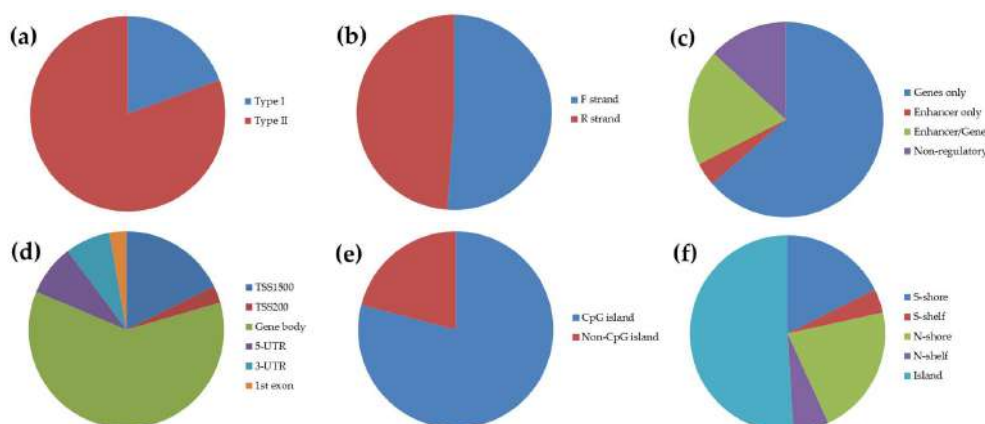 (a)
Type I
Type II
(b)
F strand
R strand
(c)
Genes only
Enhancer only
Enhancer/Gene
Non-regulatory
(d)
TSS1500
TSS200
Gene body
5-UTR
3-UTR
1st exon
(e)
CpG island
Non-CpG island
(f)
S-shore
S-shelf
N-shore
N-shelf
Island